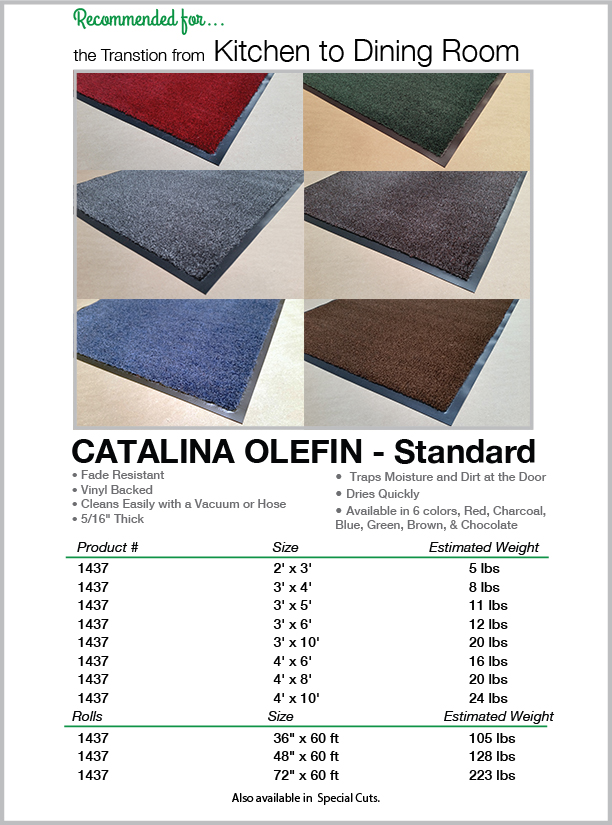 Recommended for...
the Transtion from Kitchen to Dining Room
CATALINA OLEFIN - Standard
• Fade Resistant
• Vinyl Backed
• Cleans Easily with a Vacuum or Hose
• 5/16" Thick
• Traps Moisture and Dirt at the Door
• Dries Quickly
• Available in 6 colors, Red, Charcoal,
Blue, Green, Brown, & Chocolate
Product # Size Estimated Weight
1437 2' x 3' 5 lbs
1437 3' x 4' 8 lbs
1437 3' x 5' 11 lbs
1437 3' x 6' 12 lbs
1437 3' x 10' 20 lbs
1437 4' x 6' 16 lbs
1437 4' x 8' 20 lbs
1437 4' x 10' 24 lbs
Rolls Size Estimated Weight
1437 36" x 60 ft 105 lbs
1437 48" x 60 ft 128 lbs
1437 72" x 60 ft 223 lbs
Also available in Special Cuts.